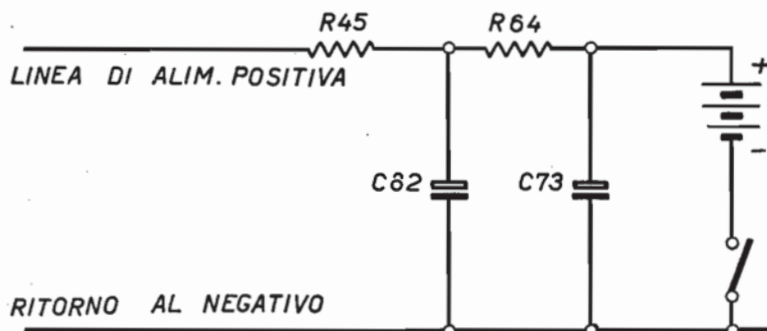 R45
R64
LINEA DI ALIM. POSITIVA
+
C62
C73
-
RITORNO AL NEGATIVO